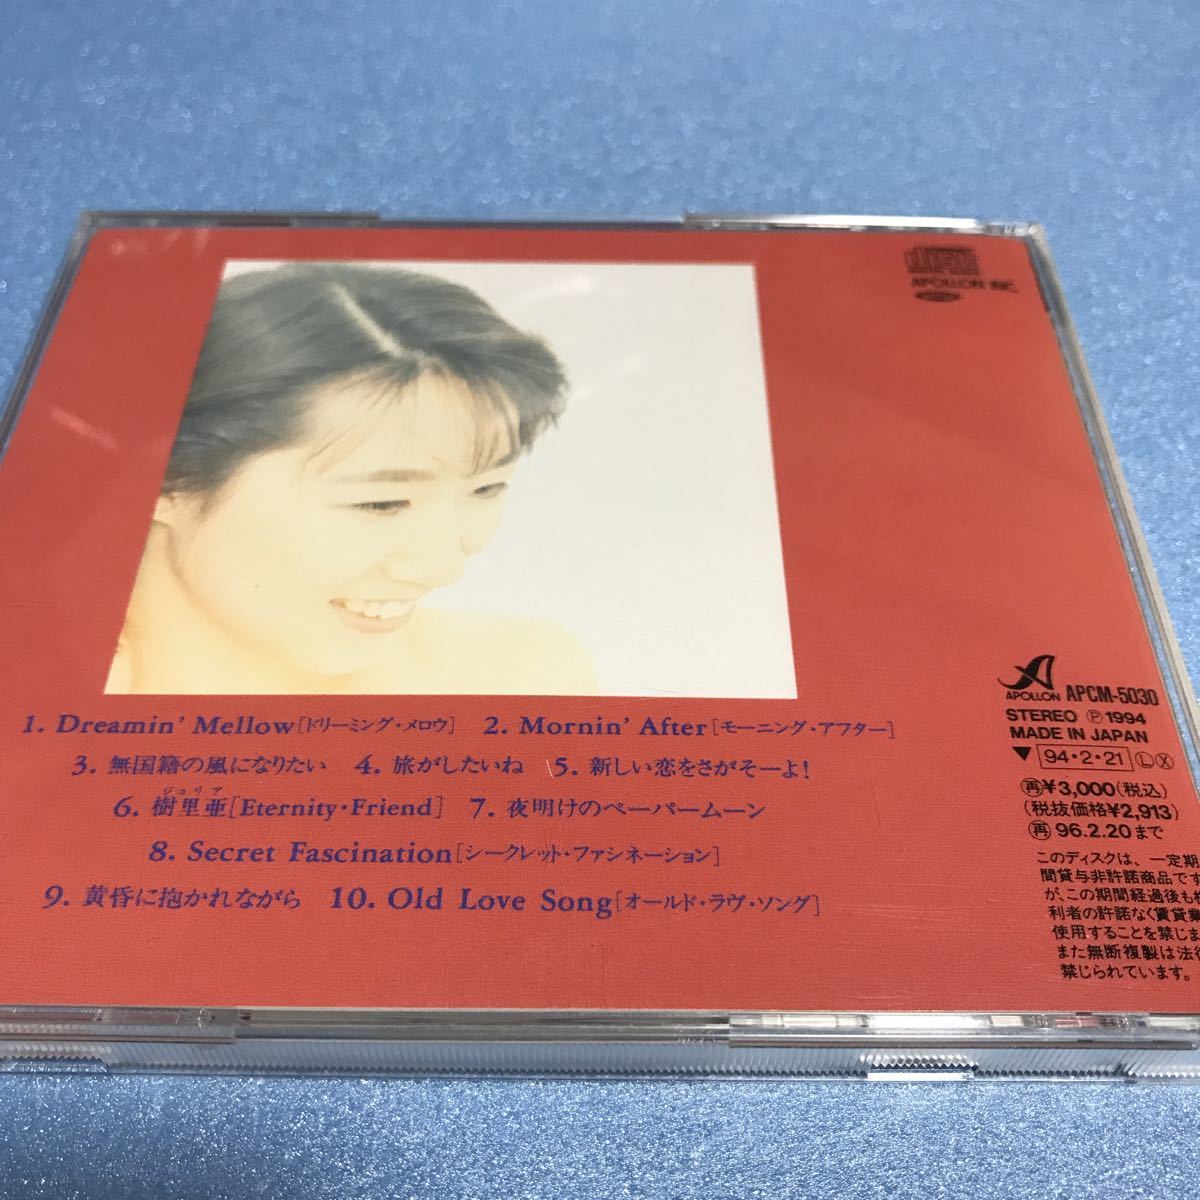 disc
APOLLON INC.
1. Dreamin' Mellow[ドリーミング・メロウ] 2. Mornin' After[モーニング・アフター]
3. 無国籍の風になりたい 4. 旅がしたいね 5. 新しい恋をさがそーよ!
ジュリア
6. 樹里亜[Eternity・Friend] 7. 夜明けのペーパームーン
8. Secret Fascination[シークレット・ファシネーション]
9. 黄昏に抱かれながら 10. Old Love Song[オールド・ラヴ・ソング]
APOLLON APCM-5030
STEREO Ⓟ1994
MADE IN JAPAN
▼ 94・2・21 Ⓛ Ⓧ
再¥3,000(税込)
(税抜価格¥2,913)
再96.2.20まで
このディスクは、一定期
間貸与非許諾商品です
が、この期間経過後も
利者の許諾なく賃貸業
使用することを禁じま
また無断複製は法
禁じられています。